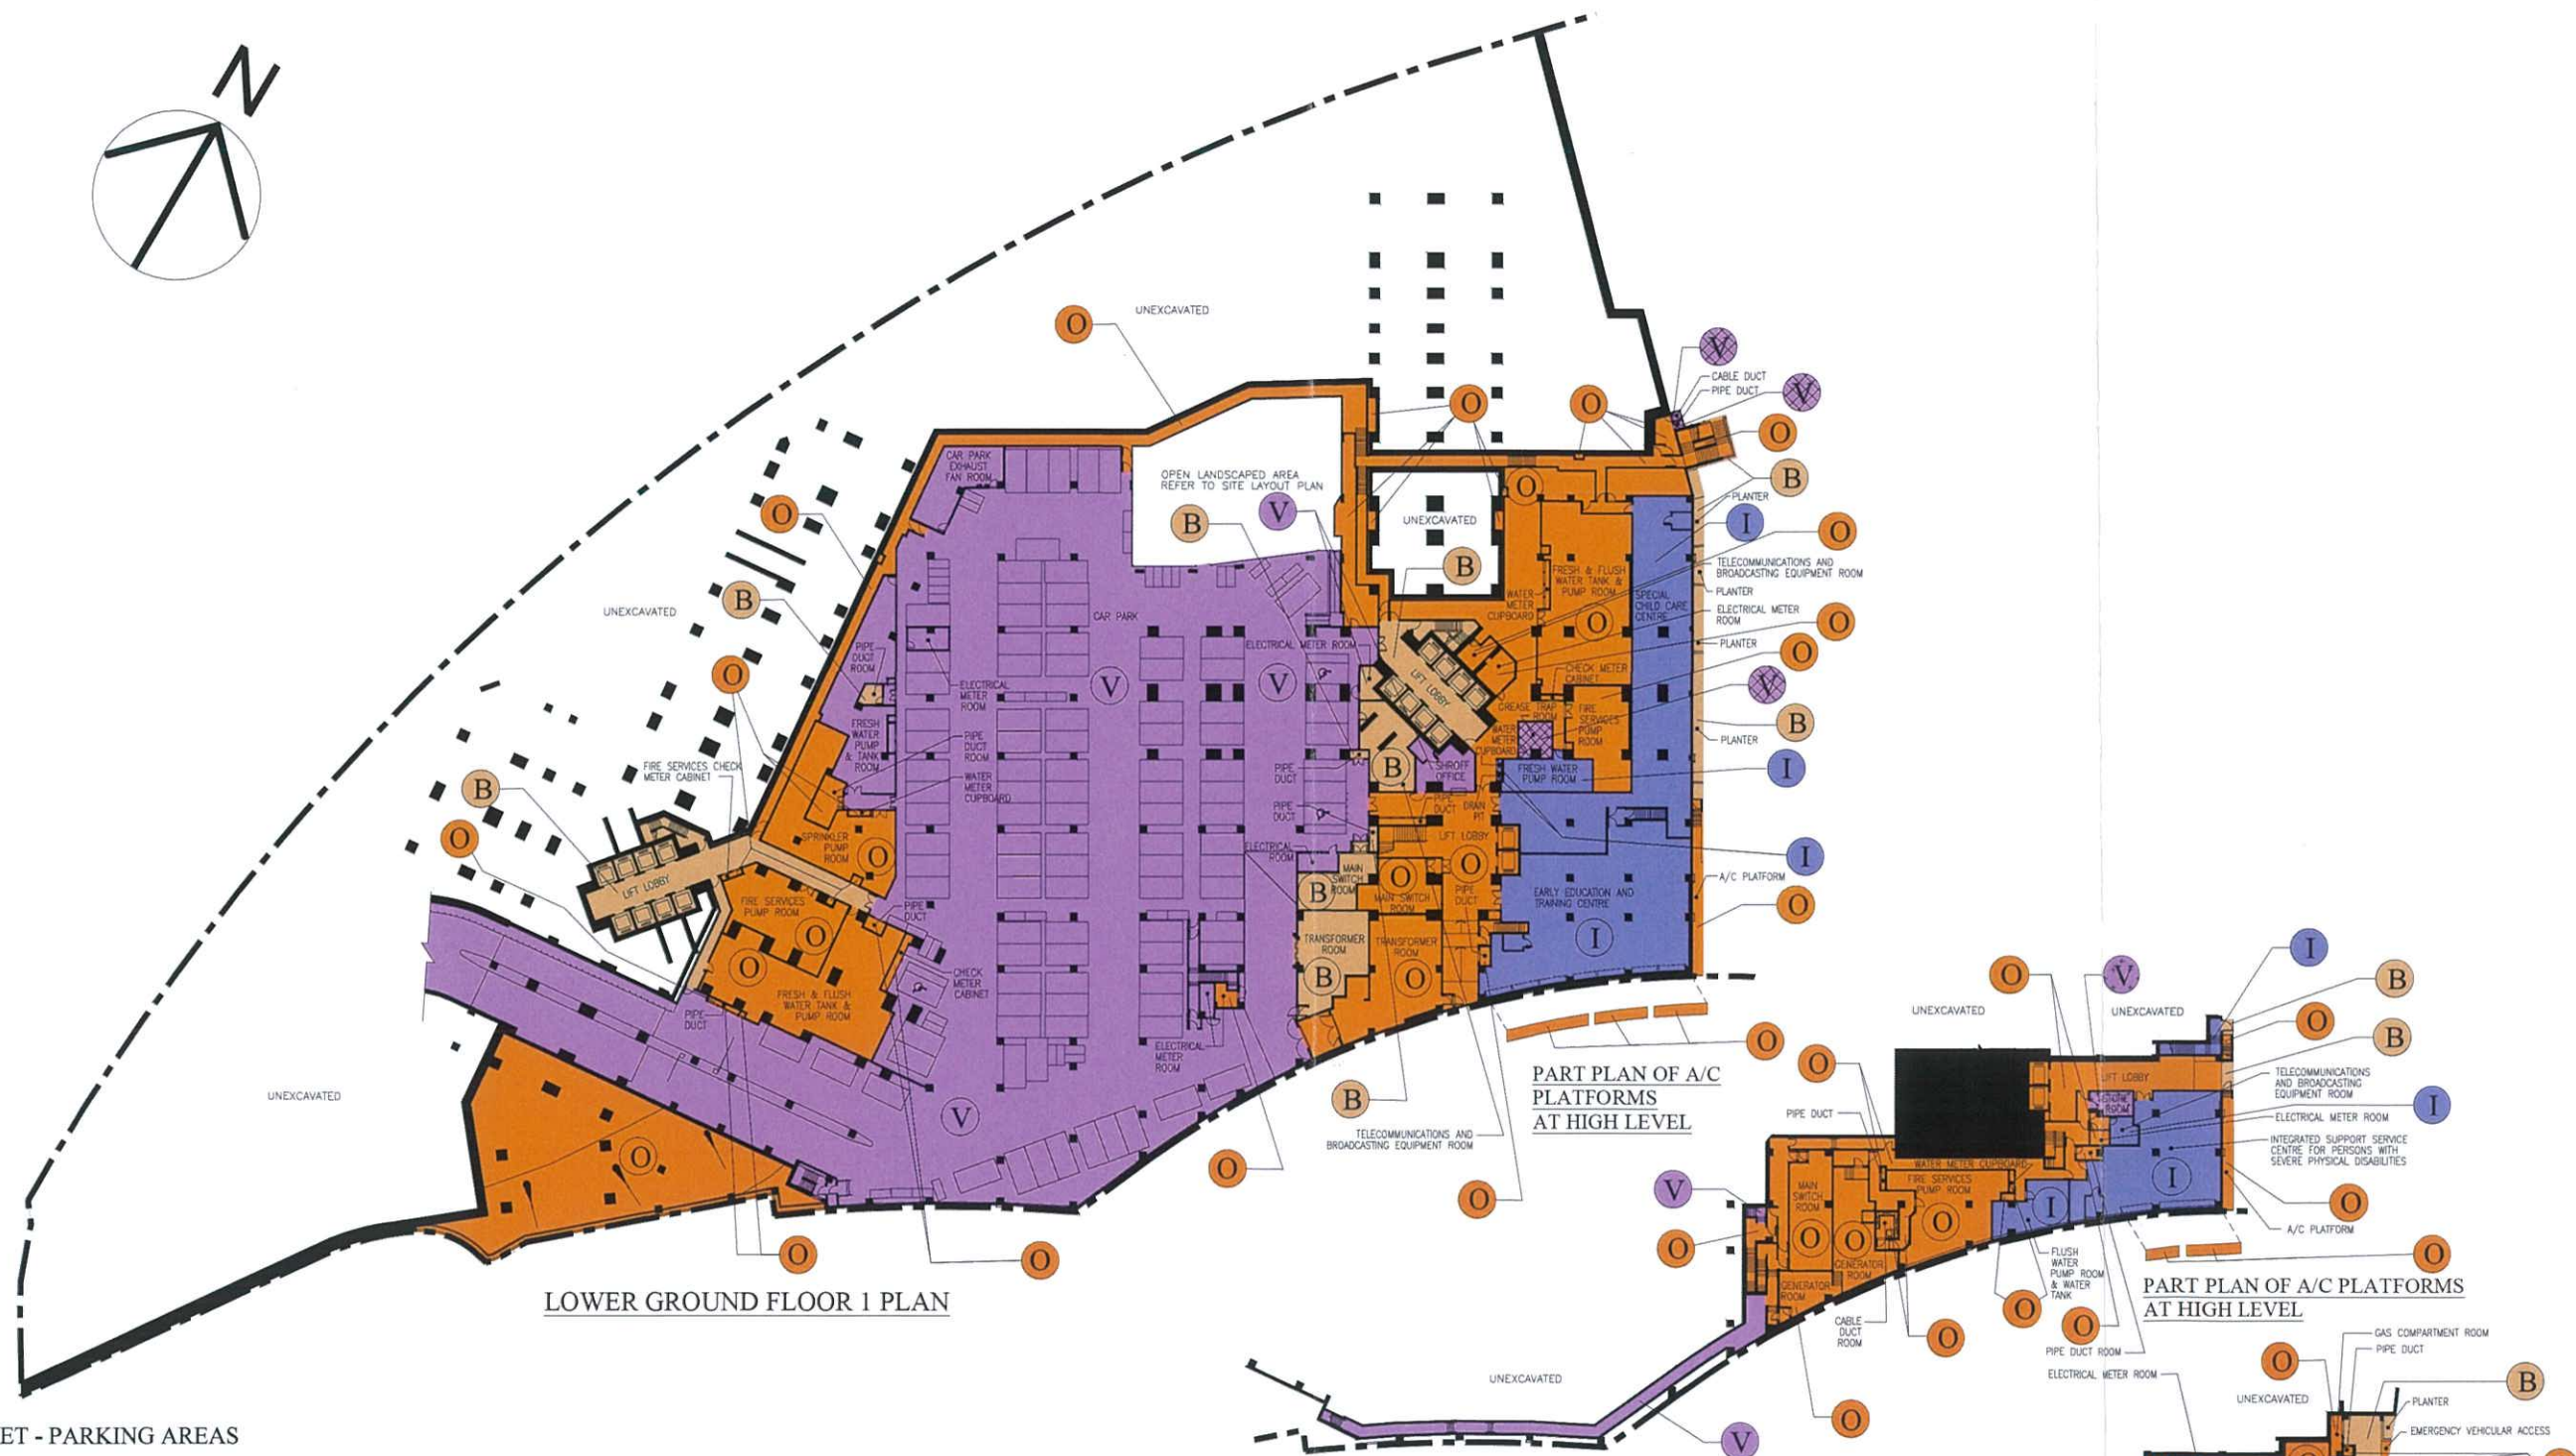 N
UNEXCAVATED
O
V
CABLE DUCT
PIPE DUCT
V
O
O
O
B
CAR PARK
EXHAUST
FAN ROOM
OPEN LANDSCAPED AREA
REFER TO SITE LAYOUT PLAN
V
B
O
UNEXCAVATED
O
B
PLANTER
I
O
TELECOMMUNICATIONS AND
BROADCASTING EQUIPMENT ROOM
FRESH & FLUSH
WATER TANK &
PUMP ROOM
O
WATER
METER
CUPBOARD
SPECIAL
CHILD CARE
CENTRE
PLANTER
ELECTRICAL METER
ROOM
O
UNEXCAVATED
B
CAR PARK
ELECTRICAL METER ROOM
PLANTER
O
PIPE
DUCT
ROOM
O
ELECTRICAL
METER
ROOM
V
V
LIFT LOBBY
CHECK METER
CABINET
V
GREASE TRAP
ROOM
FIRE
SERVICES
PUMP
ROOM
B
FRESH
WATER
PUMP
& TANK
ROOM
PIPE
DUCT
ROOM
WATER
METER
CUPBOARD
PLANTER
FIRE SERVICES CHECK
METER CABINET
WATER
METER
CUPBOARD
B
SHROFF
OFFICE
FRESH WATER
PUMP ROOM
I
PIPE
DUCT
B
O
PIPE
DUCT
PIPE
DUCT
DRAIN
PIT
SPRINKLER
PUMP
ROOM
O
LIFT LOBBY
O
ELECTRICAL
ROOM
I
LIFT LOBBY
MAIN
SWITCH
ROOM
B
O
MAIN SWITCH
ROOM
PIPE
DUCT
EARLY EDUCATION AND
TRAINING CENTRE
I
A/C PLATFORM
O
FIRE SERVICES
PUMP ROOM
O
PIPE
DUCT
O
TRANSFORMER
ROOM
B
TRANSFORMER
ROOM
O
CHECK
METER
CABINET
FRESH & FLUSH
WATER TANK &
PUMP ROOM
PIPE
DUCT
ELECTRICAL
METER
ROOM
O
PART PLAN OF A/C
PLATFORMS
AT HIGH LEVEL
UNEXCAVATED
V
B
TELECOMMUNICATIONS AND
BROADCASTING EQUIPMENT ROOM
O
O
O
O
O
LOWER GROUND FLOOR 1 PLAN
I
O
V
B
UNEXCAVATED
UNEXCAVATED
O
B
O
LIFT LOBBY
TELECOMMUNICATIONS
AND BROADCASTING
EQUIPMENT ROOM
I
PIPE DUCT
ELECTRICAL METER ROOM
INTEGRATED SUPPORT SERVICE
CENTRE FOR PERSONS WITH
SEVERE PHYSICAL DISABILITIES
WATER METER CUPBOARD
FIRE SERVICES
PUMP ROOM
I
V
MAIN
SWITCH
ROOM
I
O
O
O
O
O
A/C PLATFORM
GENERATOR
ROOM
GENERATOR
ROOM
FLUSH
WATER
PUMP ROOM
& WATER
TANK
O
PART PLAN OF A/C PLATFORMS
AT HIGH LEVEL
CABLE
DUCT
ROOM
O
O
O
PIPE DUCT ROOM
GAS COMPARTMENT ROOM
PIPE DUCT
O
ELECTRICAL METER ROOM
UNEXCAVATED
B
UNEXCAVATED
PLANTER
EMERGENCY VEHICULAR ACCESS
O
V
ET - PARKING AREAS